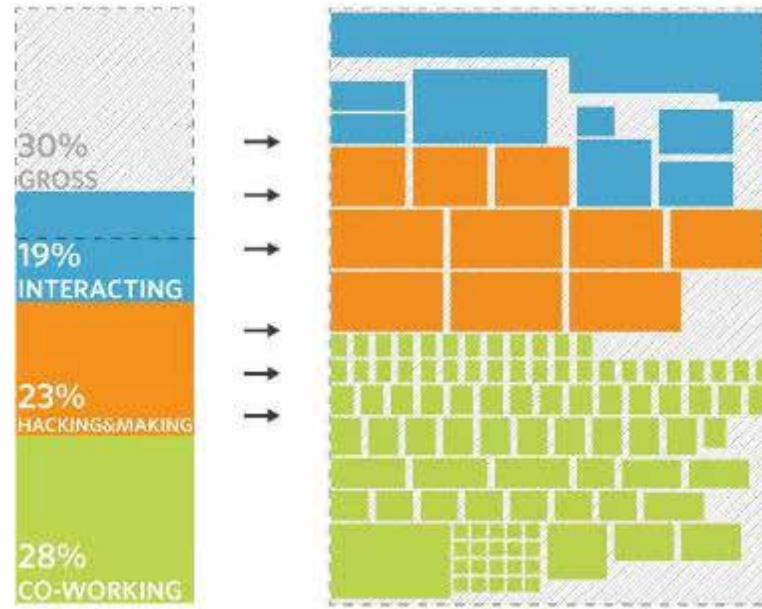 30%
GROSS
19%
INTERACTING
23%
HACKING&MAKING
28%
CO-WORKING